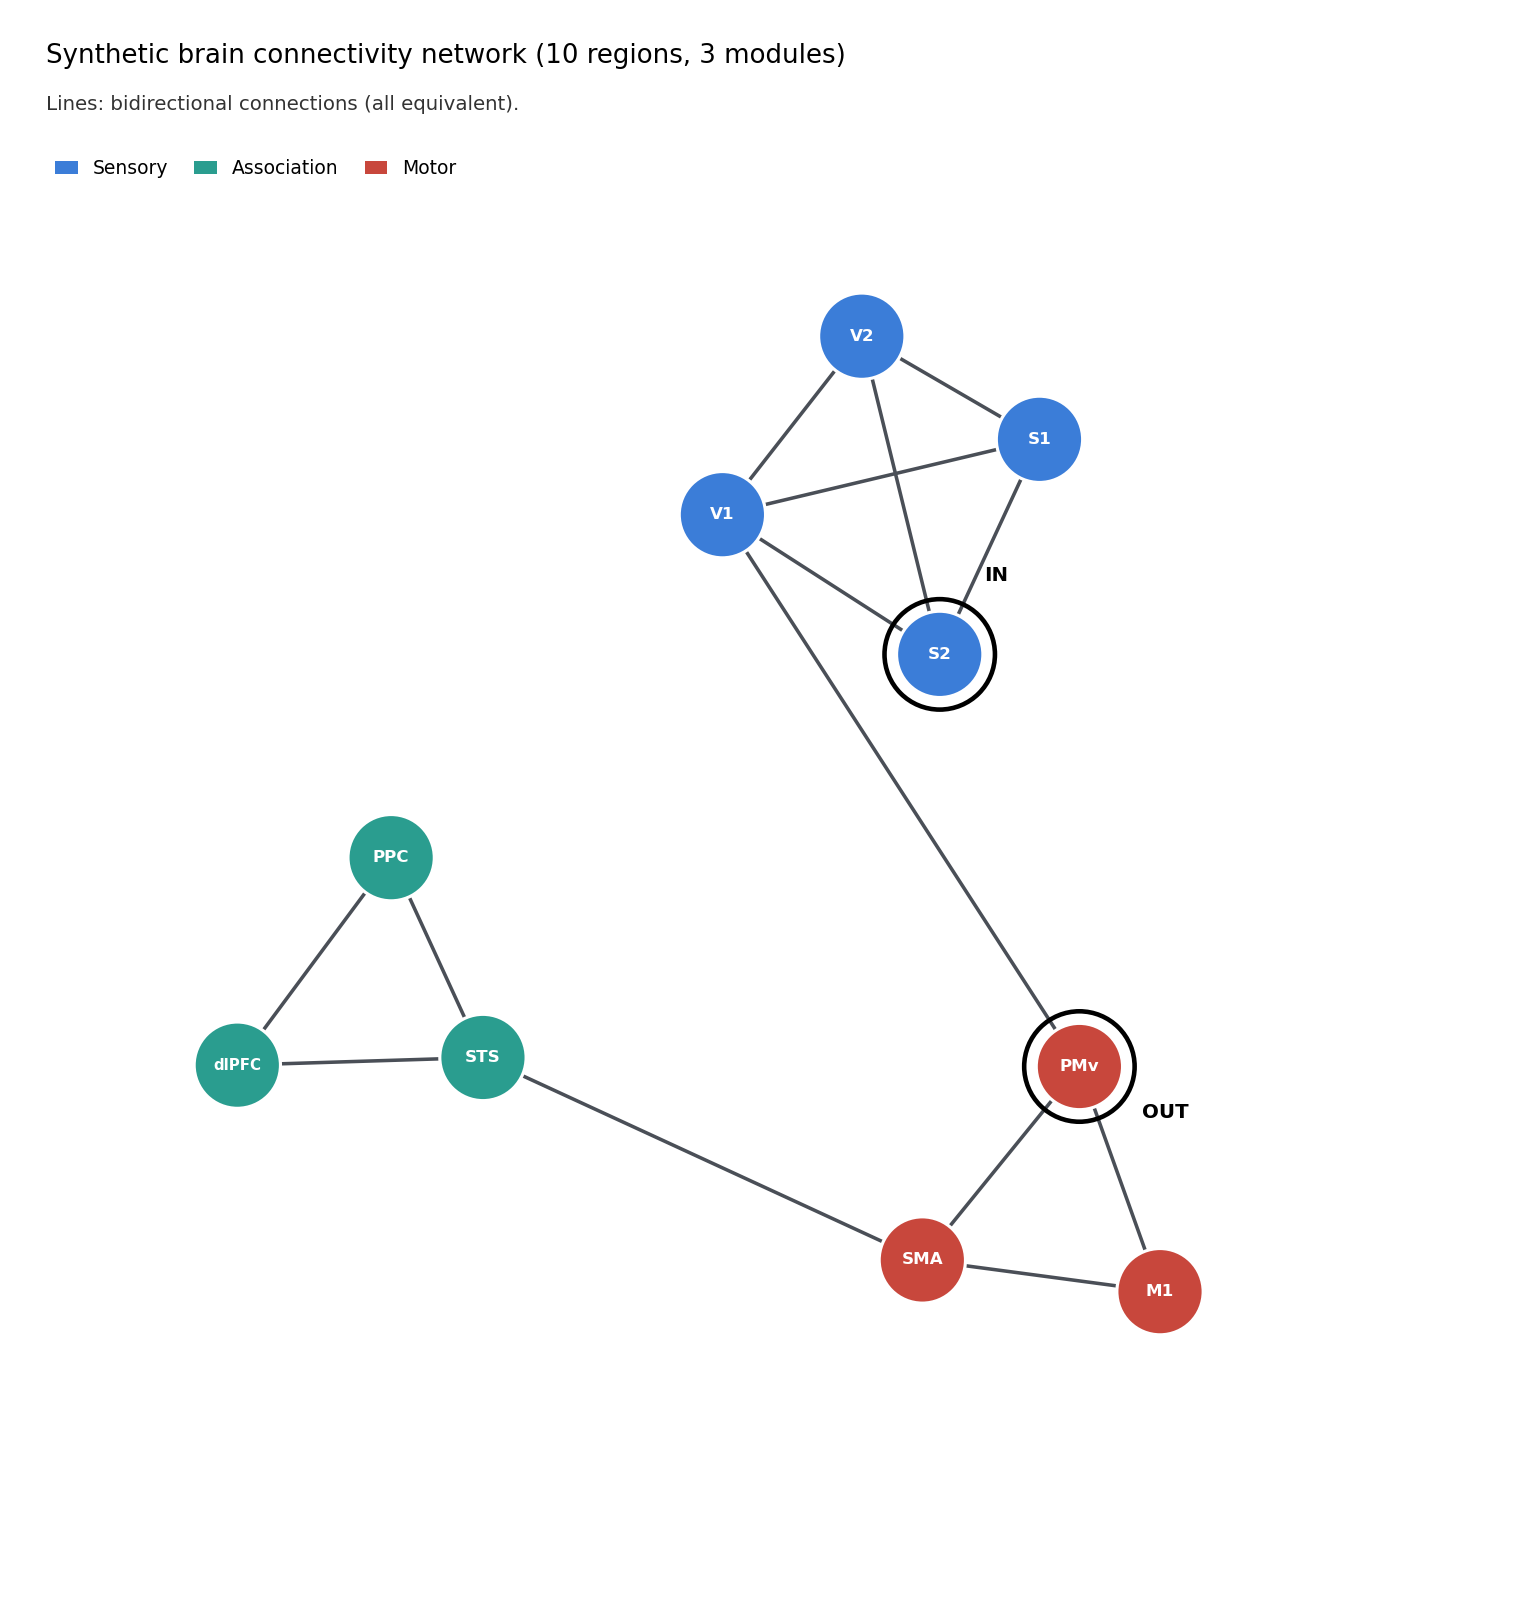 Synthetic brain connectivity network (10 regions, 3 modules)
Lines: bidirectional connections (all equivalent).
Sensory Association Motor
V2
S1
V1
IN
S2
PPC
STS
dlPFC
PMv
OUT
SMA
M1